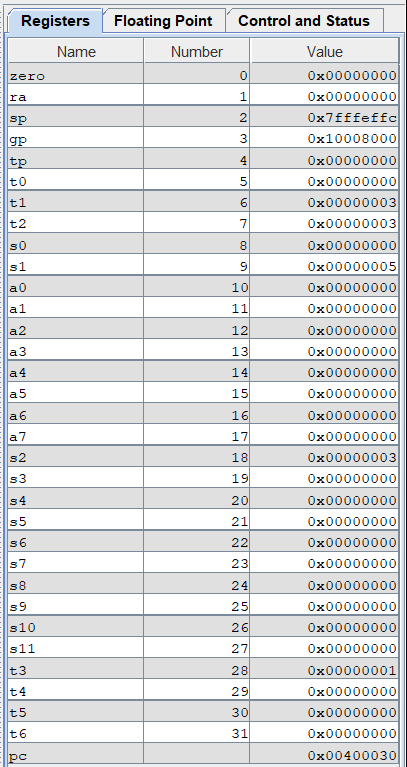 Registers Floating Point Control and Status
Name Number Value
zero 0 0x00000000
ra 1 0x00000000
sp 2 0x7fffeffc
gp 3 0x10008000
tp 4 0x00000000
t0 5 0x00000000
t1 6 0x00000003
t2 7 0x00000003
s0 8 0x00000000
s1 9 0x00000005
a0 10 0x00000000
a1 11 0x00000000
a2 12 0x00000000
a3 13 0x00000000
a4 14 0x00000000
a5 15 0x00000000
a6 16 0x00000000
a7 17 0x00000000
s2 18 0x00000003
s3 19 0x00000000
s4 20 0x00000000
s5 21 0x00000000
s6 22 0x00000000
s7 23 0x00000000
s8 24 0x00000000
s9 25 0x00000000
s10 26 0x00000000
s11 27 0x00000000
t3 28 0x00000001
t4 29 0x00000000
t5 30 0x00000000
t6 31 0x00000000
pc 0x00400030